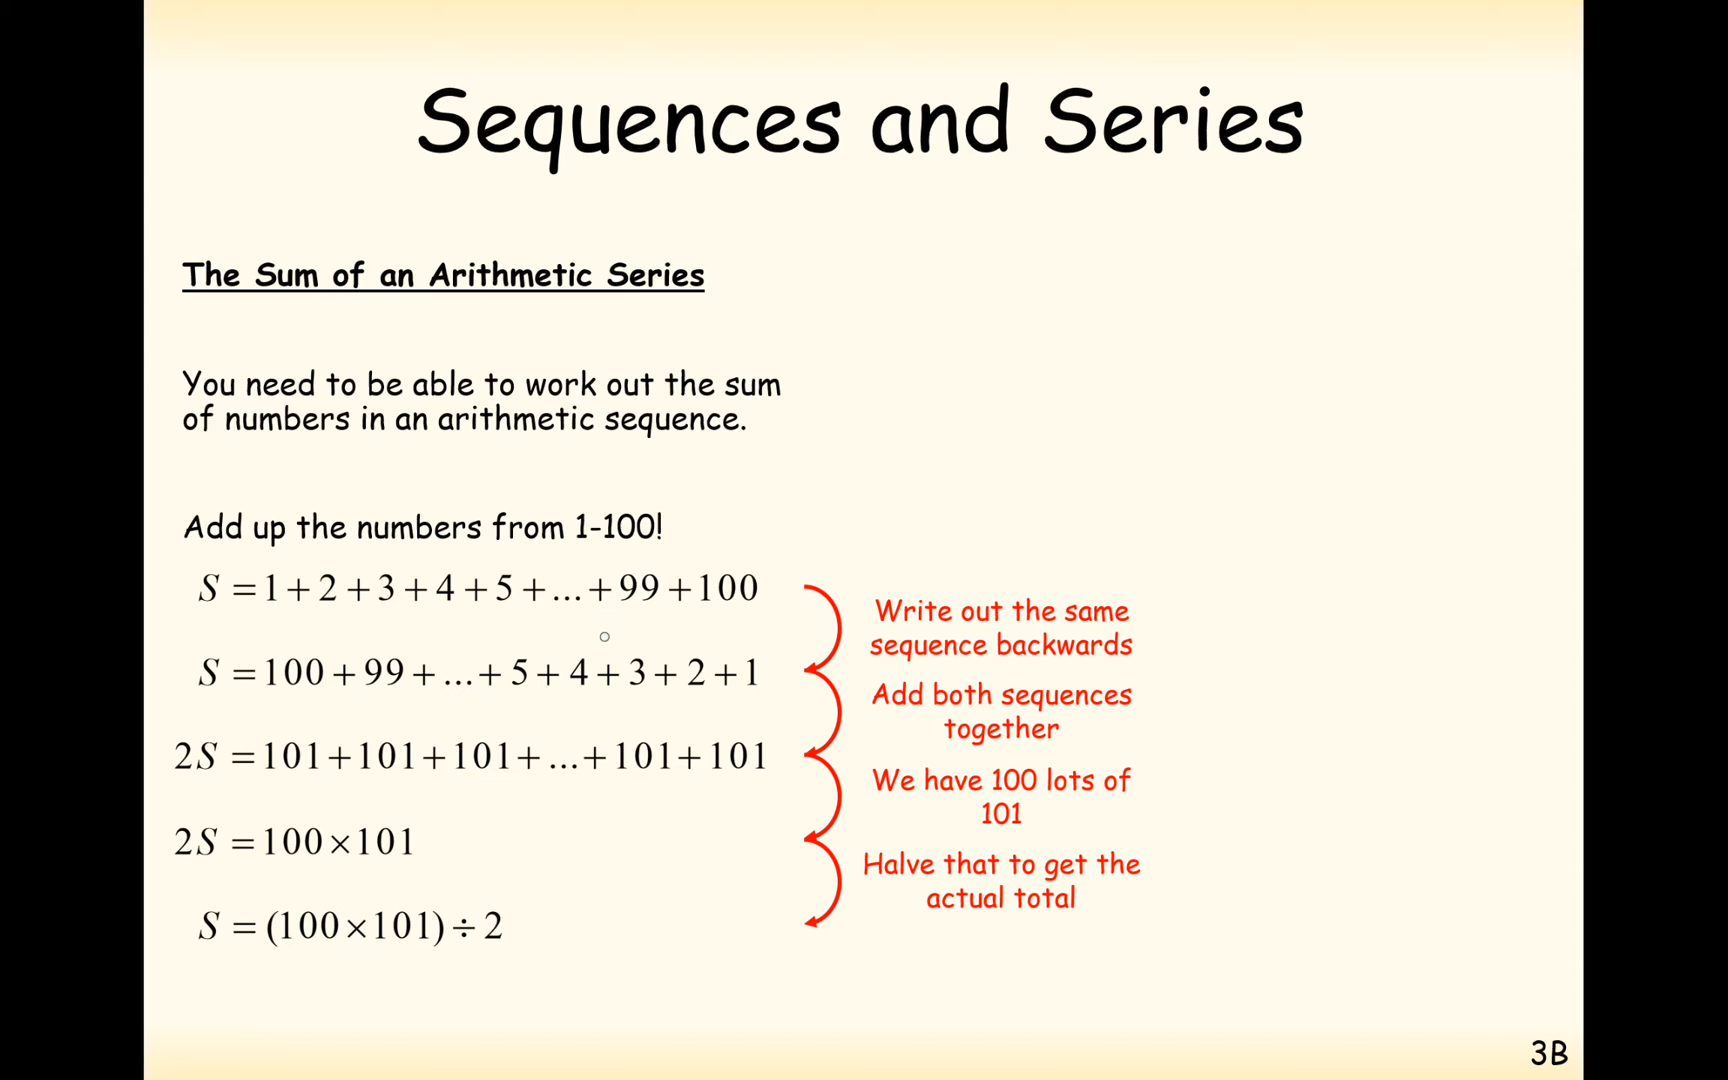 Sequences and Series
The Sum of an Arithmetic Series
You need to be able to work out the sum
of numbers in an arithmetic sequence.
Add up the numbers from 1-100!
S = 1 + 2 + 3 + 4 + 5 + ... + 99 + 100
Write out the same
sequence backwards
S = 100 + 99 + ... + 5 + 4 + 3 + 2 + 1
Add both sequences
together
2S = 101 + 101 + 101 + ... + 101 + 101
We have 100 lots of
101
2S = 100 × 101
Halve that to get the
actual total
S = (100 × 101) ÷ 2
3B